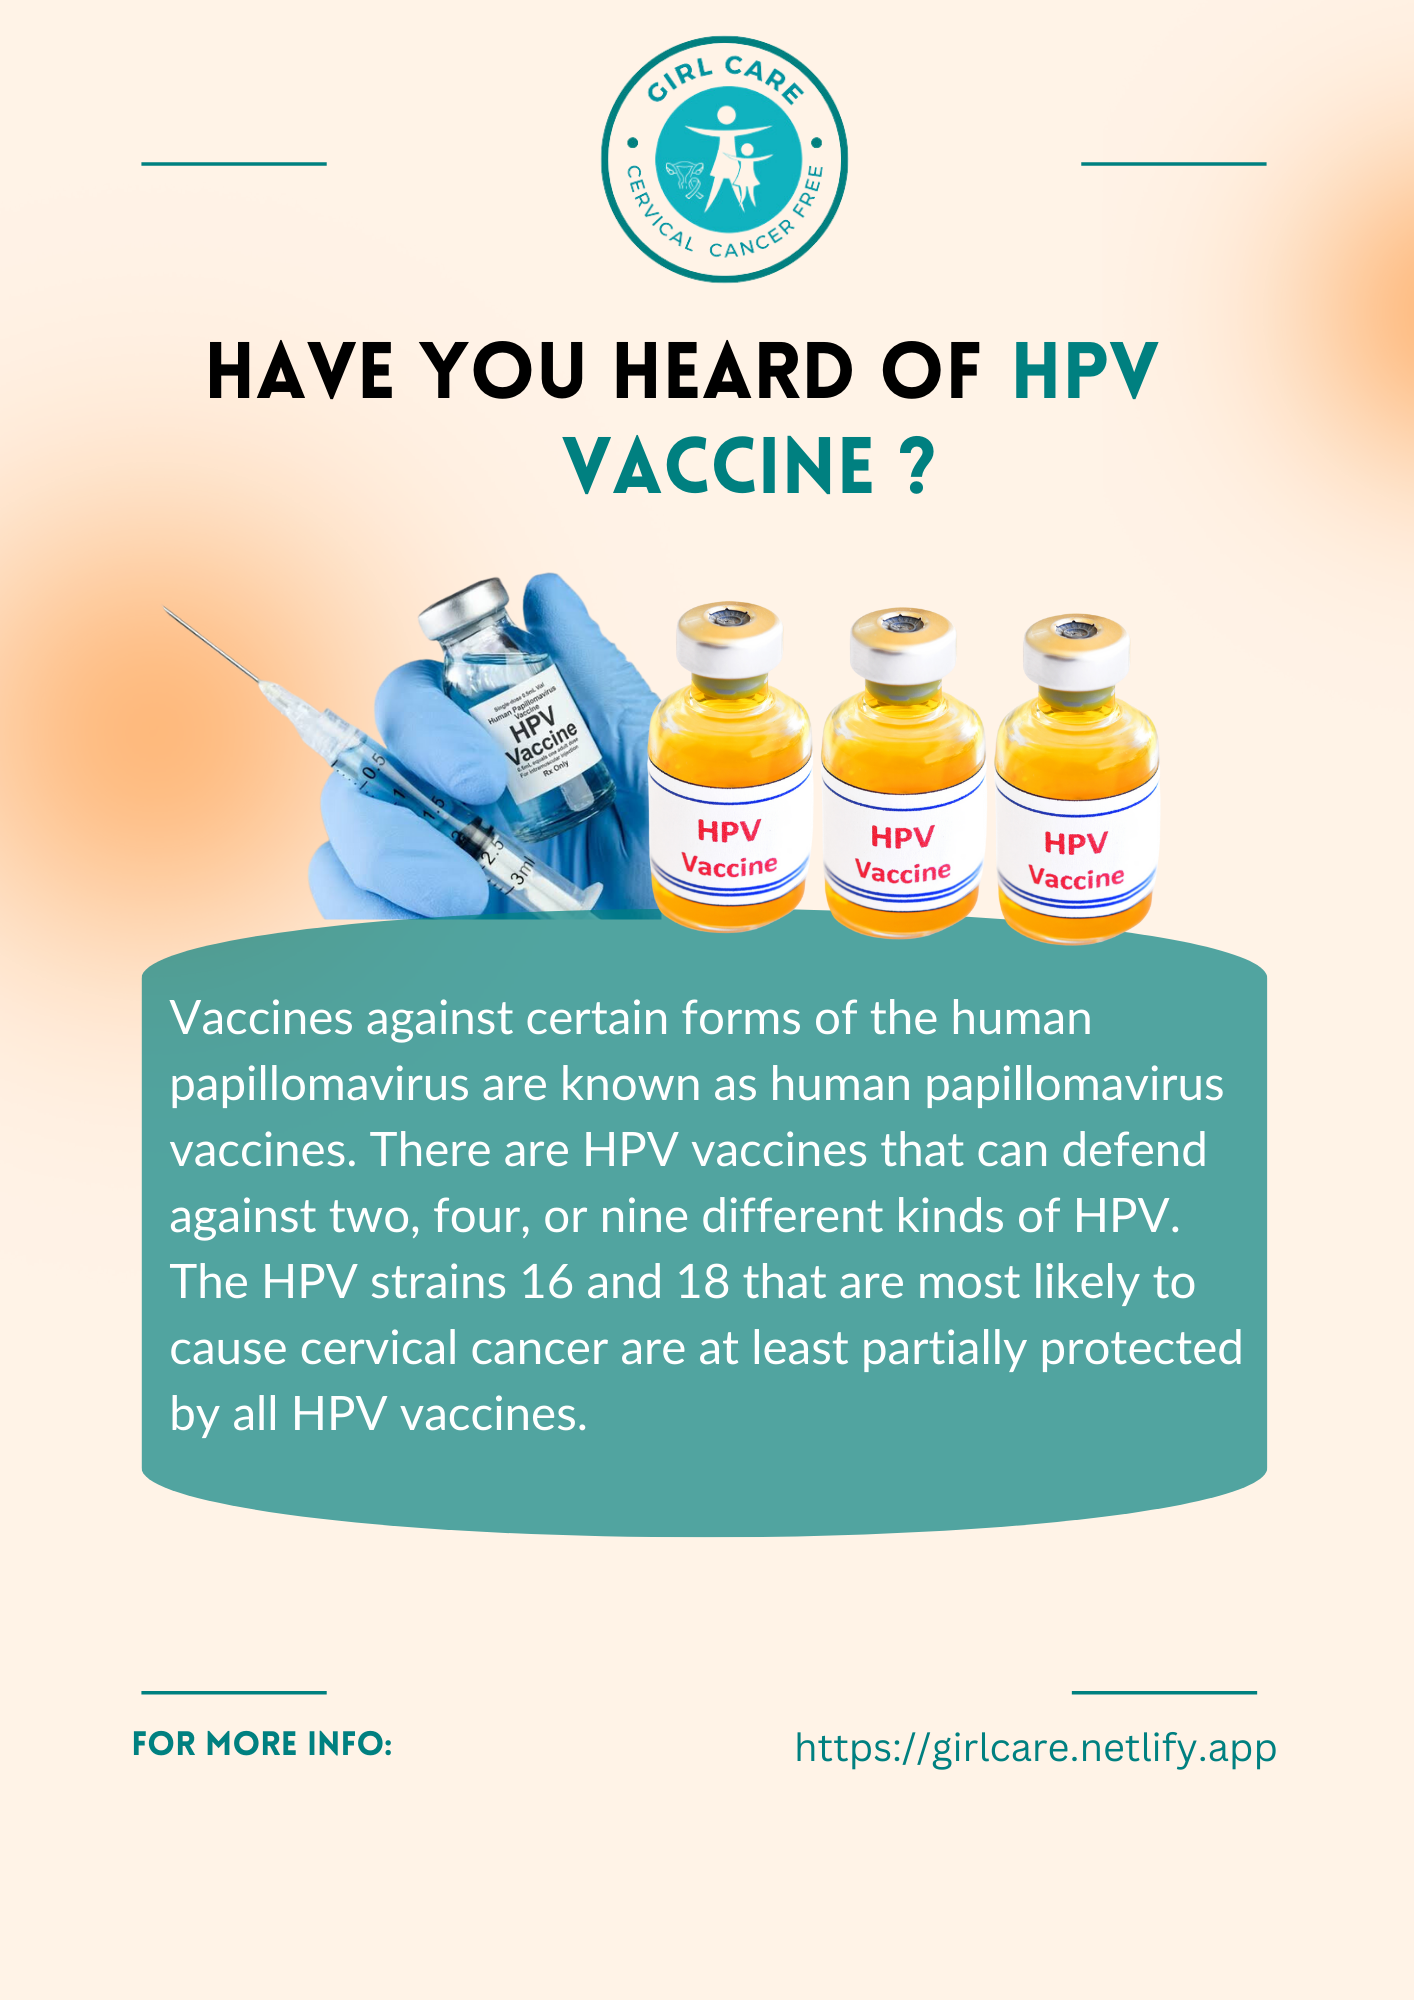 GIRL CARE
CERVICAL CANCER FREE
HAVE YOU HEARD OF HPV
VACCINE ?
Single-dose 0.5mL Vial
Human Papillomavirus
Vaccine
HPV
Vaccine
0.5mL equals one adult dose
For intramuscular injection
Rx Only
0.5
1
1.5
2
2.5
3ml
HPV
Vaccine
HPV
Vaccine
HPV
Vaccine
Vaccines against certain forms of the human
papillomavirus are known as human papillomavirus
vaccines. There are HPV vaccines that can defend
against two, four, or nine different kinds of HPV.
The HPV strains 16 and 18 that are most likely to
cause cervical cancer are at least partially protected
by all HPV vaccines.
FOR MORE INFO:
https://girlcare.netlify.app